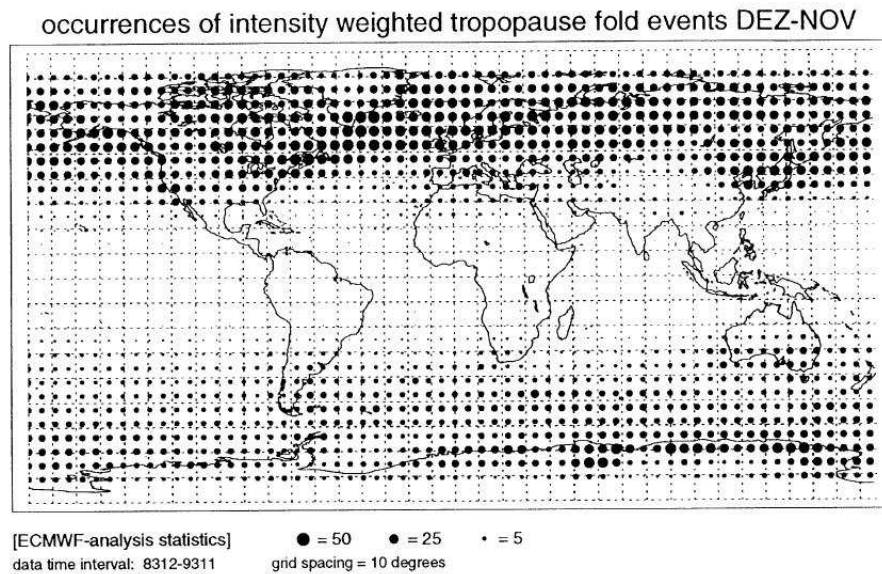 occurrences of intensity weighted tropopause fold events DEZ-NOV
[ECMWF-analysis statistics] = 50 = 25 = 5
data time interval: 8312-9311 grid spacing = 10 degrees